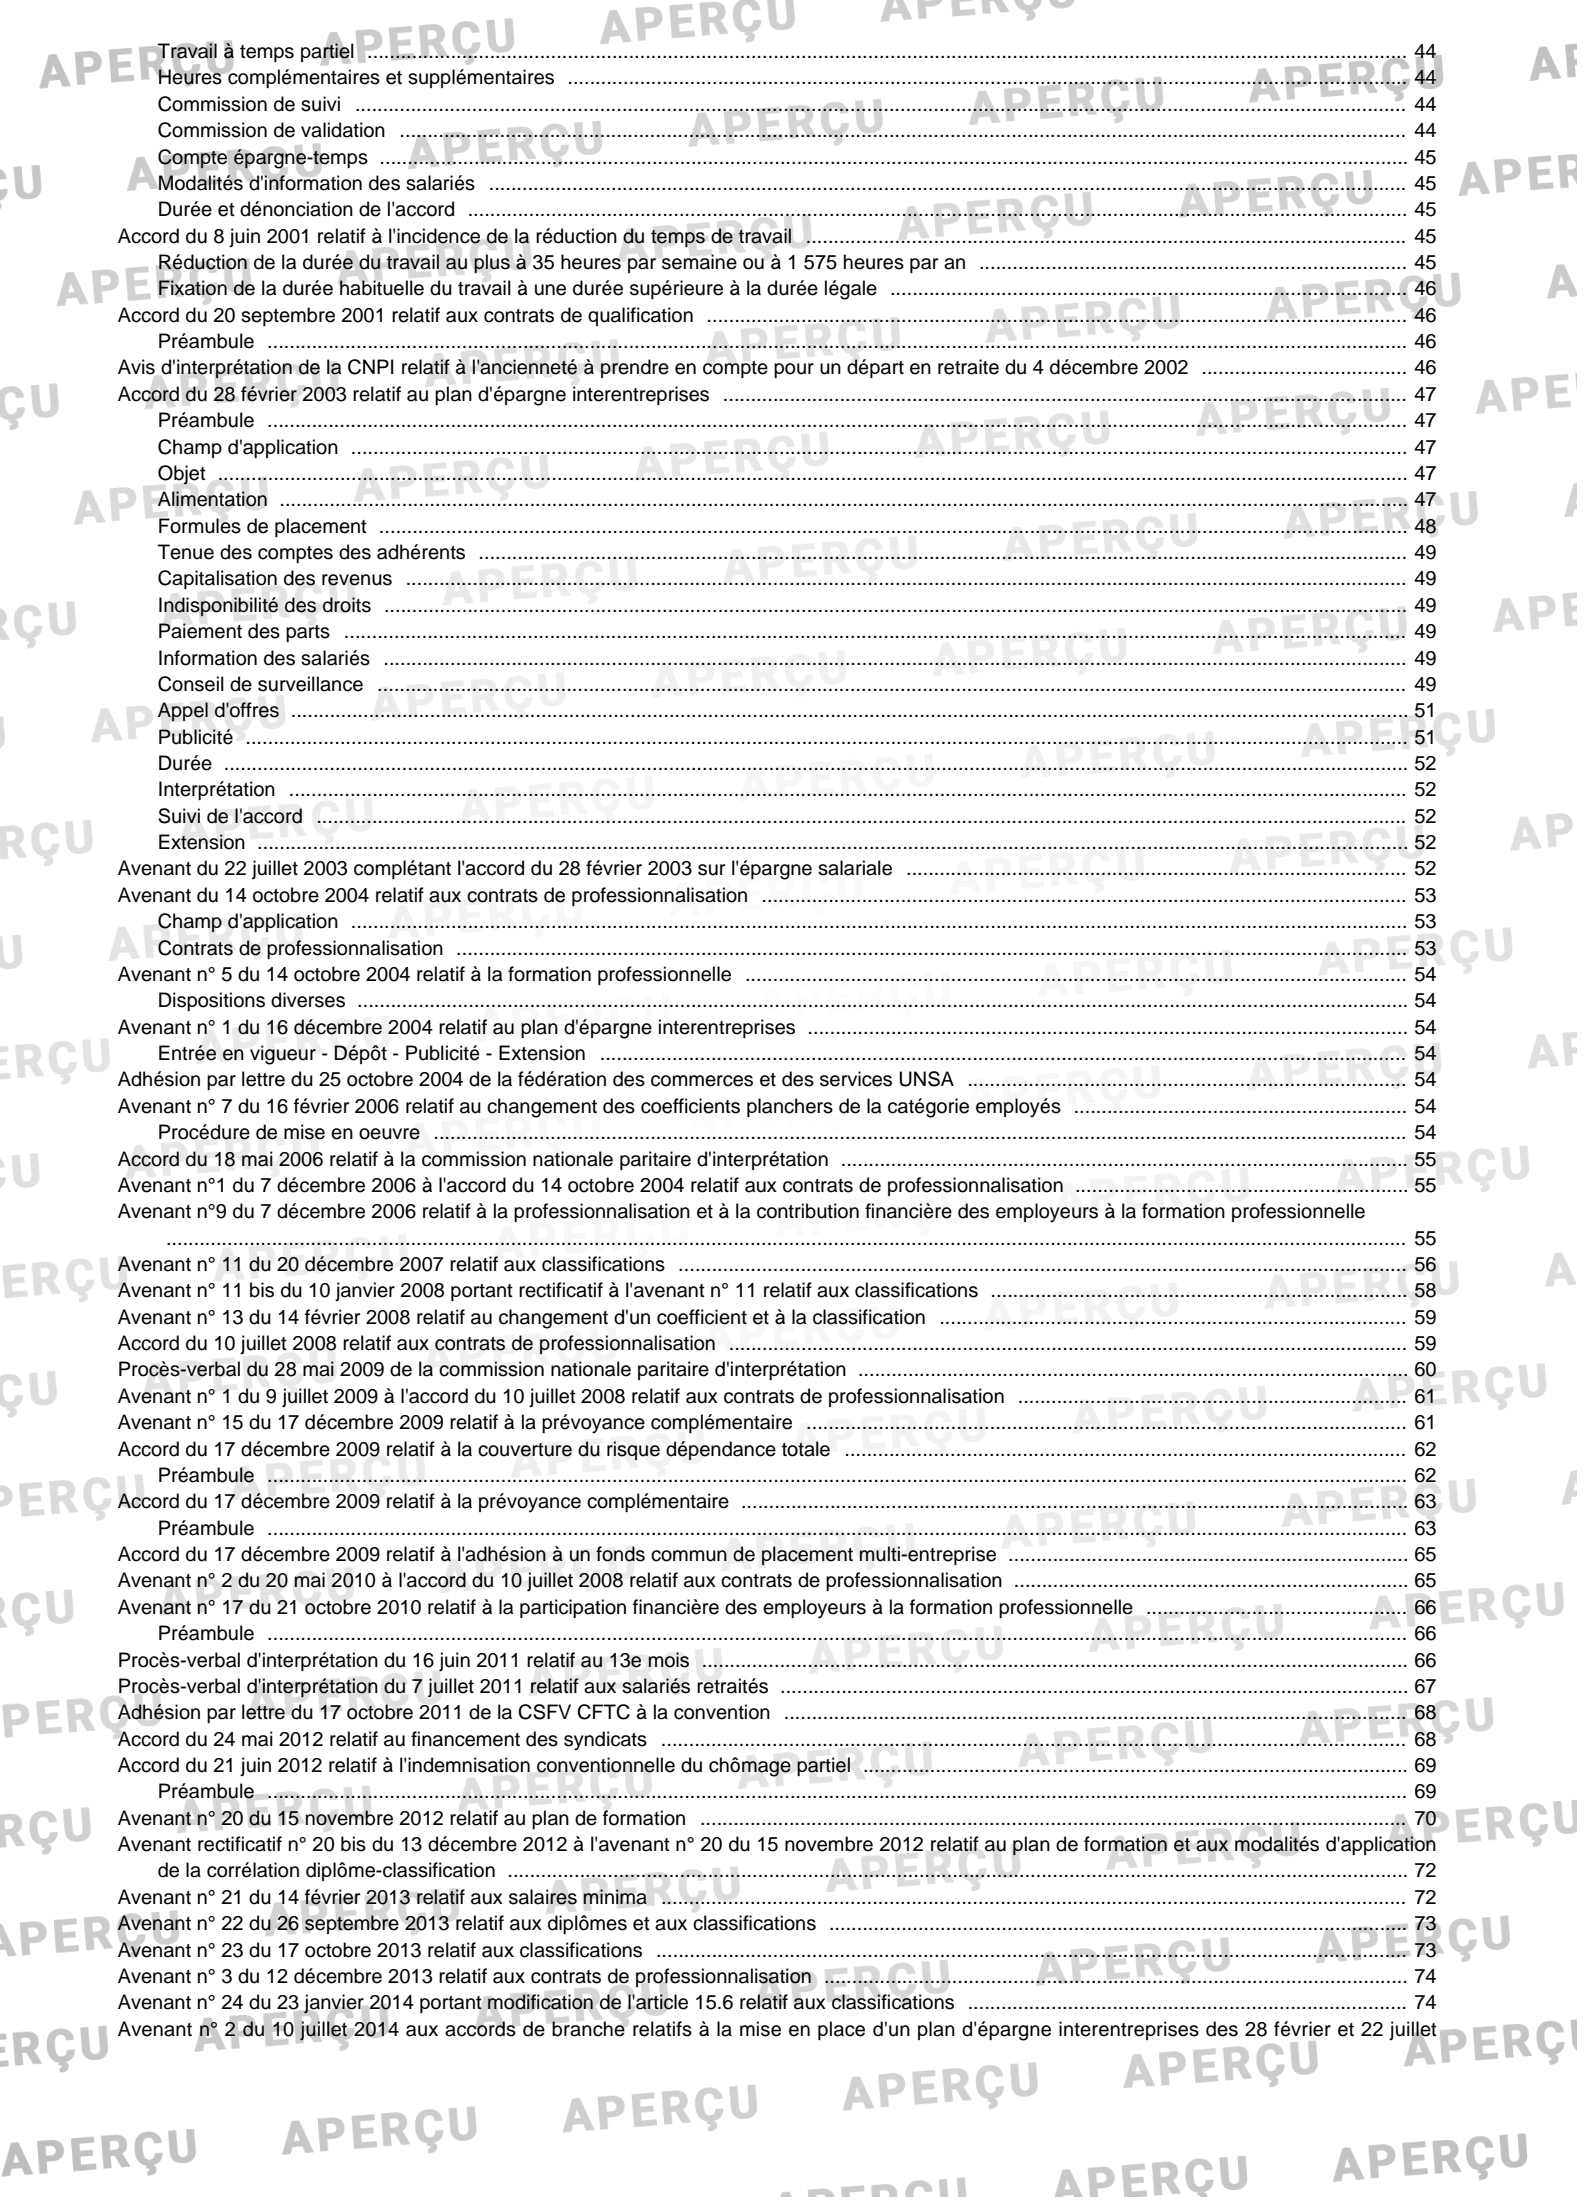 Travail à temps partiel ........ 44
Heures complémentaires et supplémentaires ........ 44
Commission de suivi ........ 44
Commission de validation ........ 44
Compte épargne-temps ........ 45
Modalités d'information des salariés ........ 45
Durée et dénonciation de l'accord ........ 45
Accord du 8 juin 2001 relatif à l'incidence de la réduction du temps de travail ........ 45
Réduction de la durée du travail au plus à 35 heures par semaine ou à 1 575 heures par an ........ 45
Fixation de la durée habituelle du travail à une durée supérieure à la durée légale ........ 46
Accord du 20 septembre 2001 relatif aux contrats de qualification ........ 46
Préambule ........ 46
Avis d'interprétation de la CNPI relatif à l'ancienneté à prendre en compte pour un départ en retraite du 4 décembre 2002 ........ 46
Accord du 28 février 2003 relatif au plan d'épargne interentreprises ........ 47
Préambule ........ 47
Champ d'application ........ 47
Objet ........ 47
Alimentation ........ 47
Formules de placement ........ 48
Tenue des comptes des adhérents ........ 49
Capitalisation des revenus ........ 49
Indisponibilité des droits ........ 49
Paiement des parts ........ 49
Information des salariés ........ 49
Conseil de surveillance ........ 49
Appel d'offres ........ 51
Publicité ........ 51
Durée ........ 52
Interprétation ........ 52
Suivi de l'accord ........ 52
Extension ........ 52
Avenant du 22 juillet 2003 complétant l'accord du 28 février 2003 sur l'épargne salariale ........ 52
Avenant du 14 octobre 2004 relatif aux contrats de professionnalisation ........ 53
Champ d'application ........ 53
Contrats de professionnalisation ........ 53
Avenant n° 5 du 14 octobre 2004 relatif à la formation professionnelle ........ 54
Dispositions diverses ........ 54
Avenant n° 1 du 16 décembre 2004 relatif au plan d'épargne interentreprises ........ 54
Entrée en vigueur - Dépôt - Publicité - Extension ........ 54
Adhésion par lettre du 25 octobre 2004 de la fédération des commerces et des services UNSA ........ 54
Avenant n° 7 du 16 février 2006 relatif au changement des coefficients planchers de la catégorie employés ........ 54
Procédure de mise en oeuvre ........ 54
Accord du 18 mai 2006 relatif à la commission nationale paritaire d'interprétation ........ 55
Avenant n°1 du 7 décembre 2006 à l'accord du 14 octobre 2004 relatif aux contrats de professionnalisation ........ 55
Avenant n°9 du 7 décembre 2006 relatif à la professionnalisation et à la contribution financière des employeurs à la formation professionnelle
........ 55
Avenant n° 11 du 20 décembre 2007 relatif aux classifications ........ 56
Avenant n° 11 bis du 10 janvier 2008 portant rectificatif à l'avenant n° 11 relatif aux classifications ........ 58
Avenant n° 13 du 14 février 2008 relatif au changement d'un coefficient et à la classification ........ 59
Accord du 10 juillet 2008 relatif aux contrats de professionnalisation ........ 59
Procès-verbal du 28 mai 2009 de la commission nationale paritaire d'interprétation ........ 60
Avenant n° 1 du 9 juillet 2009 à l'accord du 10 juillet 2008 relatif aux contrats de professionnalisation ........ 61
Avenant n° 15 du 17 décembre 2009 relatif à la prévoyance complémentaire ........ 61
Accord du 17 décembre 2009 relatif à la couverture du risque dépendance totale ........ 62
Préambule ........ 62
Accord du 17 décembre 2009 relatif à la prévoyance complémentaire ........ 63
Préambule ........ 63
Accord du 17 décembre 2009 relatif à l'adhésion à un fonds commun de placement multi-entreprise ........ 65
Avenant n° 2 du 20 mai 2010 à l'accord du 10 juillet 2008 relatif aux contrats de professionnalisation ........ 65
Avenant n° 17 du 21 octobre 2010 relatif à la participation financière des employeurs à la formation professionnelle ........ 66
Préambule ........ 66
Procès-verbal d'interprétation du 16 juin 2011 relatif au 13e mois ........ 66
Procès-verbal d'interprétation du 7 juillet 2011 relatif aux salariés retraités ........ 67
Adhésion par lettre du 17 octobre 2011 de la CSFV CFTC à la convention ........ 68
Accord du 24 mai 2012 relatif au financement des syndicats ........ 68
Accord du 21 juin 2012 relatif à l'indemnisation conventionnelle du chômage partiel ........ 69
Préambule ........ 69
Avenant n° 20 du 15 novembre 2012 relatif au plan de formation ........ 70
Avenant rectificatif n° 20 bis du 13 décembre 2012 à l'avenant n° 20 du 15 novembre 2012 relatif au plan de formation et aux modalités d'application
de la corrélation diplôme-classification ........ 72
Avenant n° 21 du 14 février 2013 relatif aux salaires minima ........ 72
Avenant n° 22 du 26 septembre 2013 relatif aux diplômes et aux classifications ........ 73
Avenant n° 23 du 17 octobre 2013 relatif aux classifications ........ 73
Avenant n° 3 du 12 décembre 2013 relatif aux contrats de professionnalisation ........ 74
Avenant n° 24 du 23 janvier 2014 portant modification de l'article 15.6 relatif aux classifications ........ 74
Avenant n° 2 du 10 juillet 2014 aux accords de branche relatifs à la mise en place d'un plan d'épargne interentreprises des 28 février et 22 juillet
APERÇU